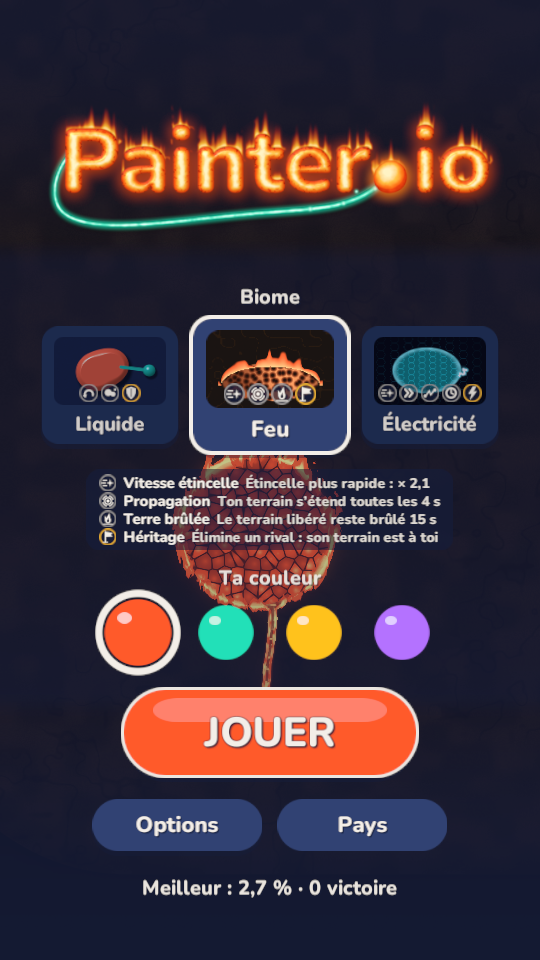 Painter.io
Biome
Liquide
Feu
Électricité
Vitesse étincelle Étincelle plus rapide : × 2,1
Propagation Ton terrain s'étend toutes les 4 s
Terre brûlée Le terrain libéré reste brûlé 15 s
Héritage Élimine un rival : son terrain est à toi
Ta couleur
JOUER
Options
Pays
Meilleur : 2,7 % · 0 victoire